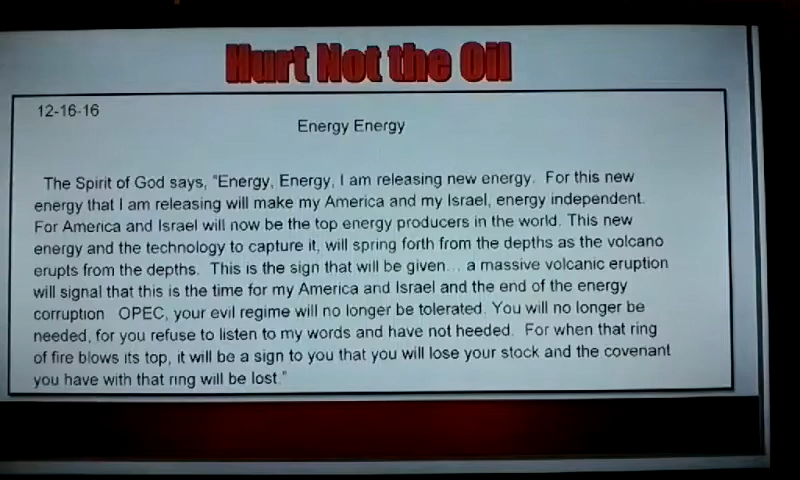 Hurt Not the Oil
12-16-16
Energy Energy
The Spirit of God says, "Energy, Energy, I am releasing new energy. For this new
energy that I am releasing will make my America and my Israel, energy independent.
For America and Israel will now be the top energy producers in the world. This new
energy and the technology to capture it, will spring forth from the depths as the volcano
erupts from the depths. This is the sign that will be given... a massive volcanic eruption
will signal that this is the time for my America and Israel and the end of the energy
corruption OPEC, your evil regime will no longer be tolerated. You will no longer be
needed, for you refuse to listen to my words and have not heeded. For when that ring
of fire blows its top, it will be a sign to you that you will lose your stock and the covenant
you have with that ring will be lost."